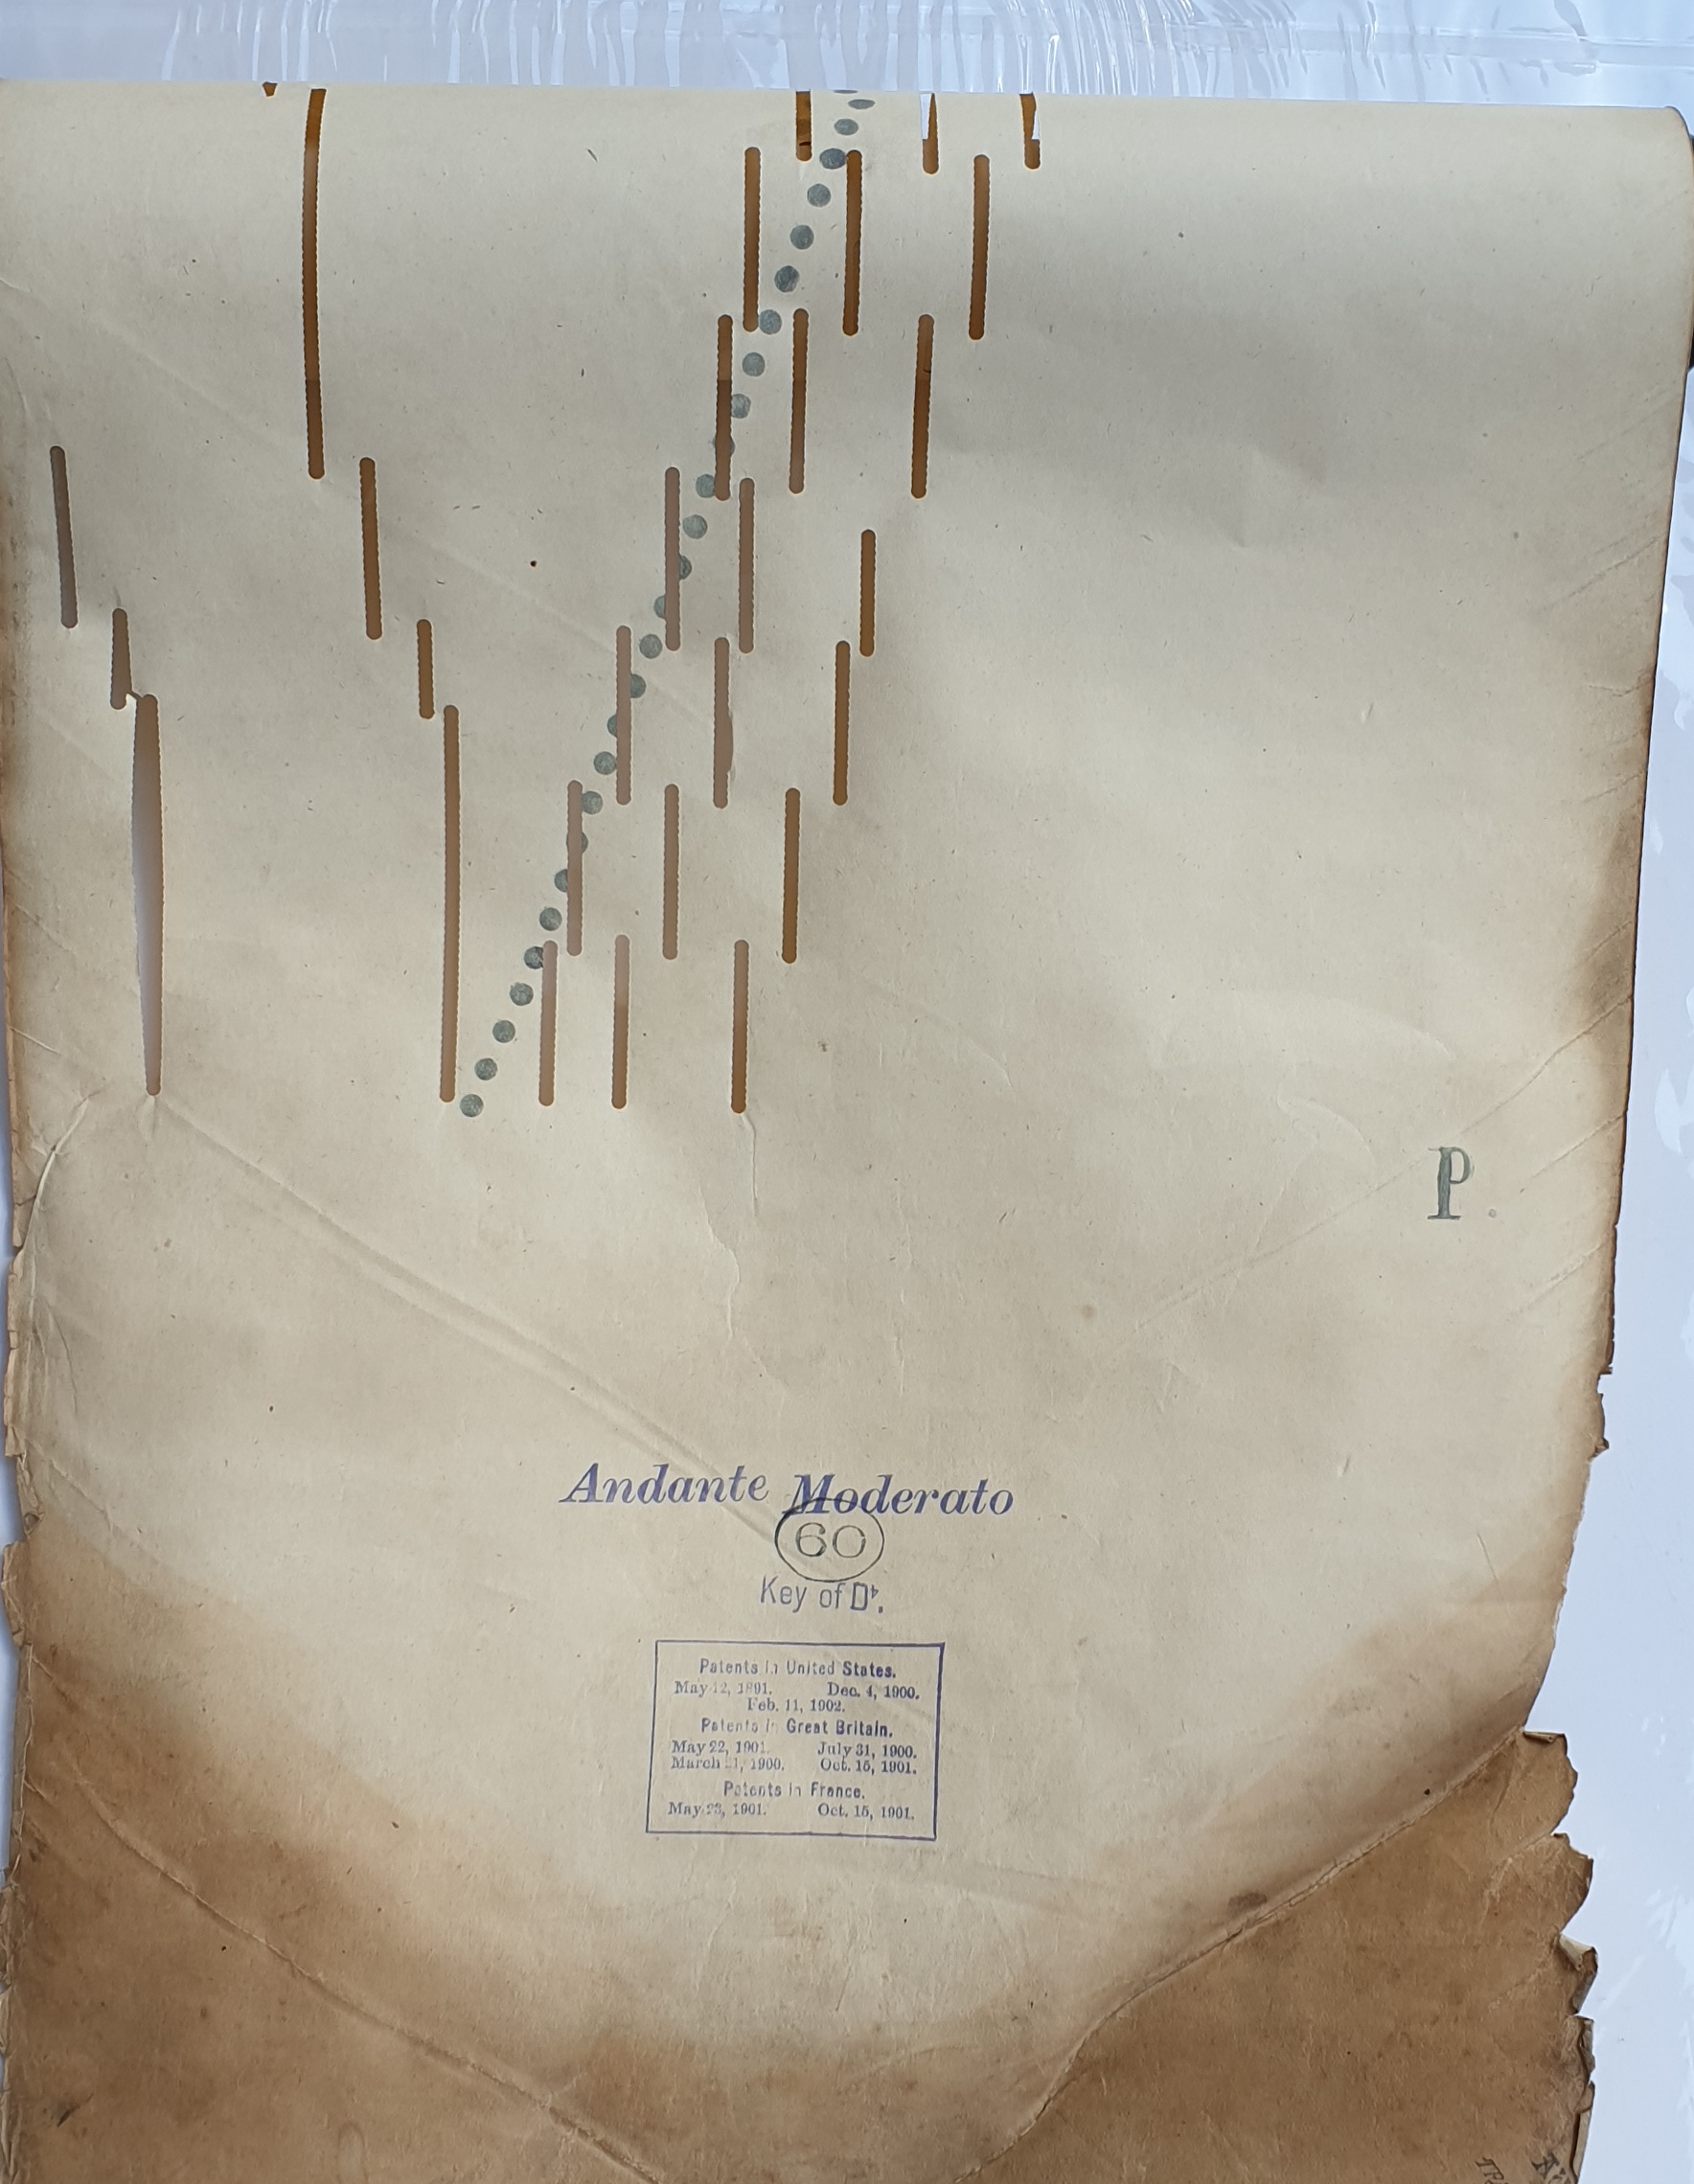 P.
Andante Moderato
60
Key of D♭.
Patents in United States.
May 12, 1891. Dec. 4, 1900.
Feb. 11, 1902.
Patents in Great Britain.
May 22, 1901. July 31, 1900.
March 21, 1900. Oct. 15, 1901.
Patents in France.
May 23, 1901. Oct. 15, 1901.